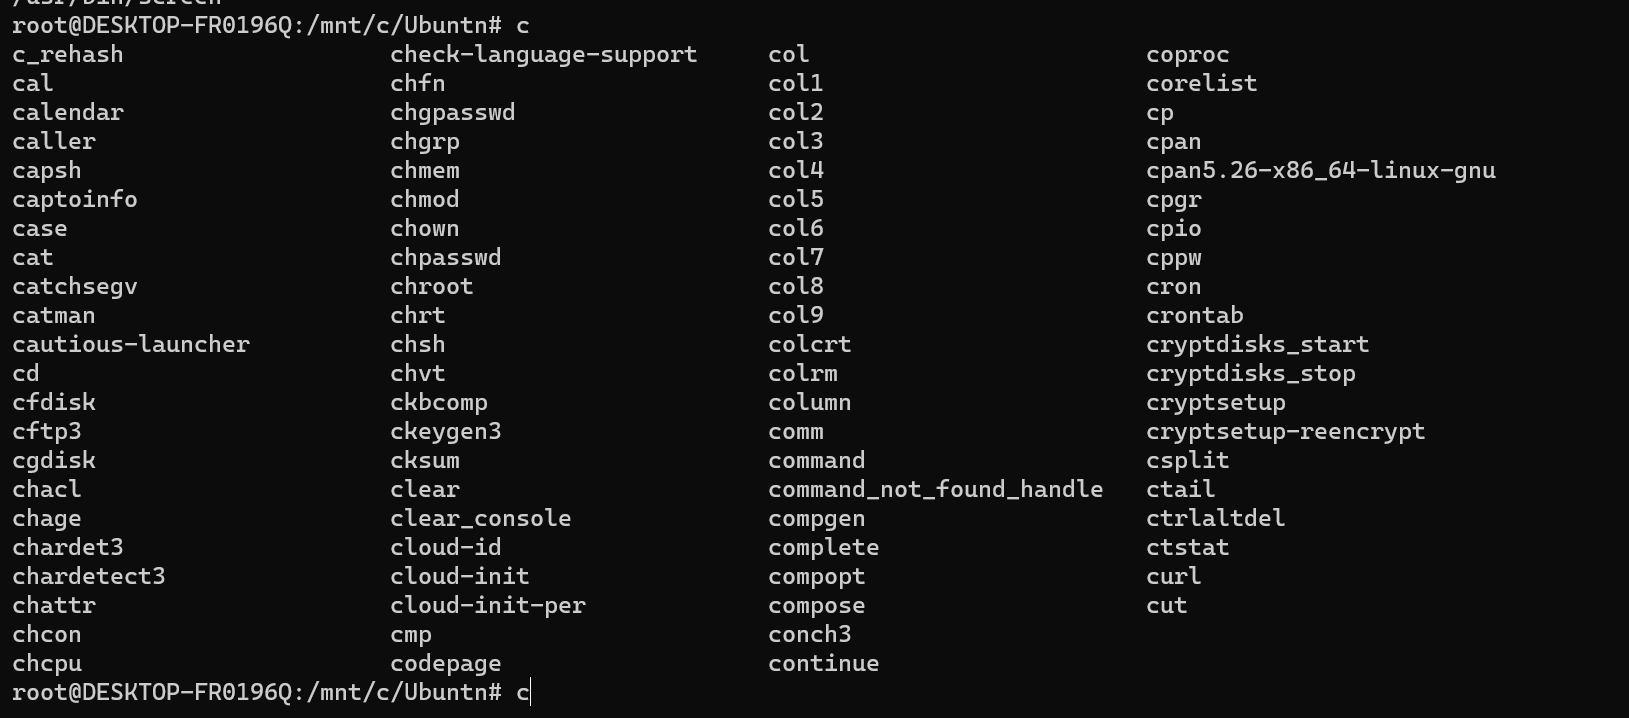 /usr/bin/screen
root@DESKTOP-FR0196Q:/mnt/c/Ubuntn# c
c_rehash check-language-support col coproc
cal chfn col1 corelist
calendar chgpasswd col2 cp
caller chgrp col3 cpan
capsh chmem col4 cpan5.26-x86_64-linux-gnu
captoinfo chmod col5 cpgr
case chown col6 cpio
cat chpasswd col7 cppw
catchsegv chroot col8 cron
catman chrt col9 crontab
cautious-launcher chsh colcrt cryptdisks_start
cd chvt colrm cryptdisks_stop
cfdisk ckbcomp column cryptsetup
cftp3 ckeygen3 comm cryptsetup-reencrypt
cgdisk cksum command csplit
chacl clear command_not_found_handle ctail
chage clear_console compgen ctrlaltdel
chardet3 cloud-id complete ctstat
chardetect3 cloud-init compopt curl
chattr cloud-init-per compose cut
chcon cmp conch3
chcpu codepage continue
root@DESKTOP-FR0196Q:/mnt/c/Ubuntn# c